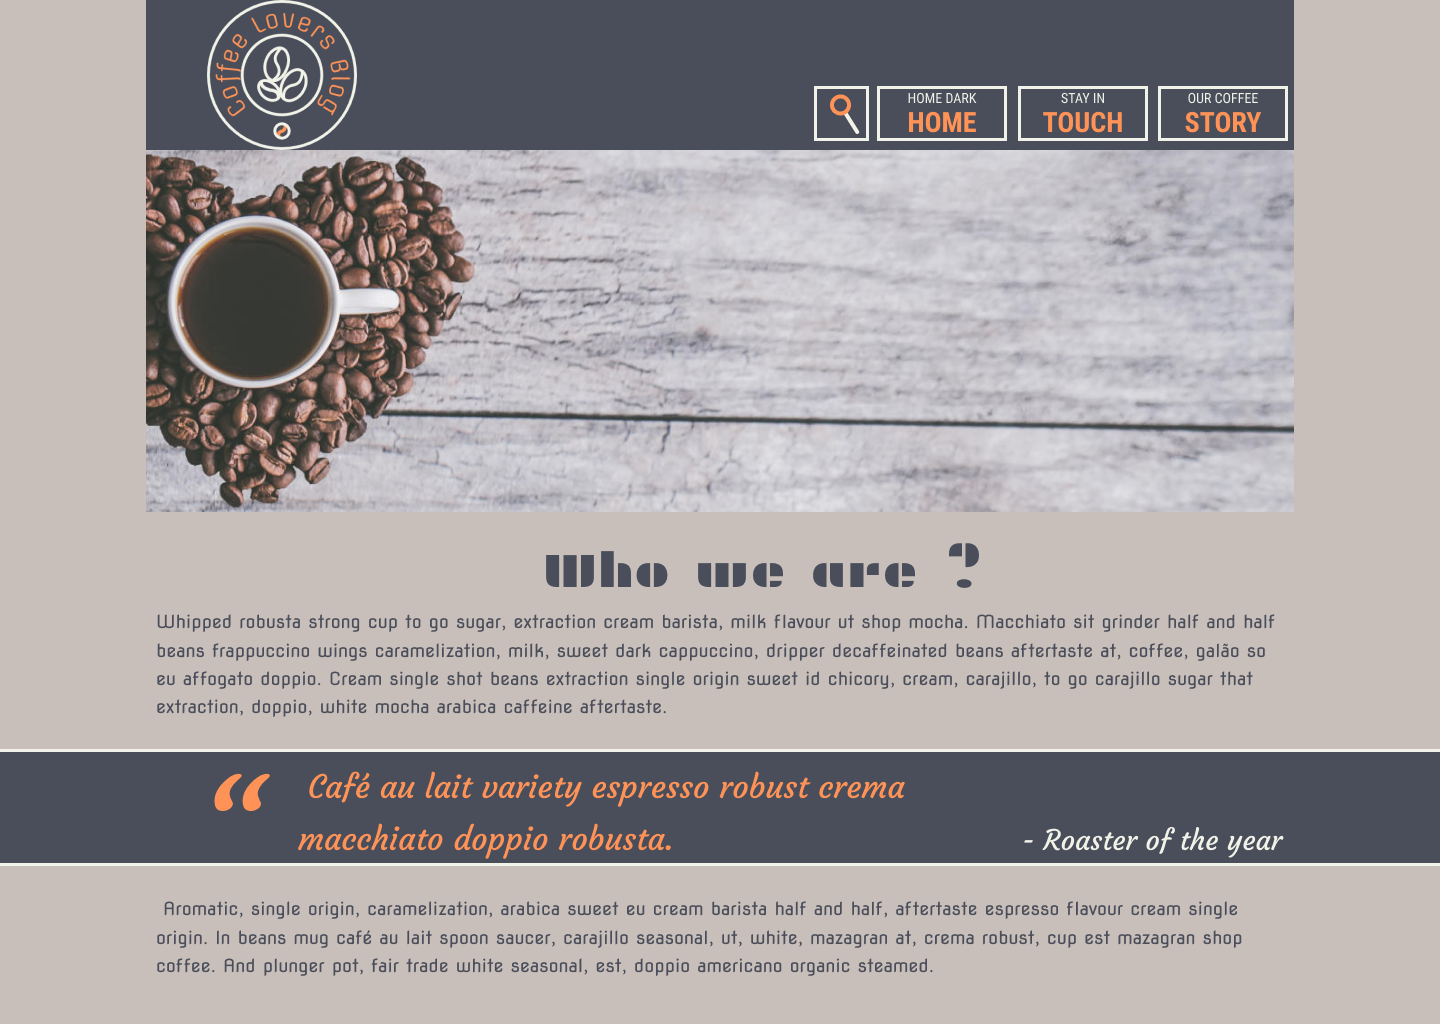 Coffee Lovers Blog
HOME DARK
HOME
STAY IN
TOUCH
OUR COFFEE
STORY
Who we are ?
Whipped robusta strong cup to go sugar, extraction cream barista, milk flavour ut shop mocha. Macchiato sit grinder half and half
beans frappuccino wings caramelization, milk, sweet dark cappuccino, dripper decaffeinated beans aftertaste at, coffee, galão so
eu affogato doppio. Cream single shot beans extraction single origin sweet id chicory, cream, carajillo, to go carajillo sugar that
extraction, doppio, white mocha arabica caffeine aftertaste.
“ Café au lait variety espresso robust crema
macchiato doppio robusta.
- Roaster of the year
Aromatic, single origin, caramelization, arabica sweet eu cream barista half and half, aftertaste espresso flavour cream single
origin. In beans mug café au lait spoon saucer, carajillo seasonal, ut, white, mazagran at, crema robust, cup est mazagran shop
coffee. And plunger pot, fair trade white seasonal, est, doppio americano organic steamed.